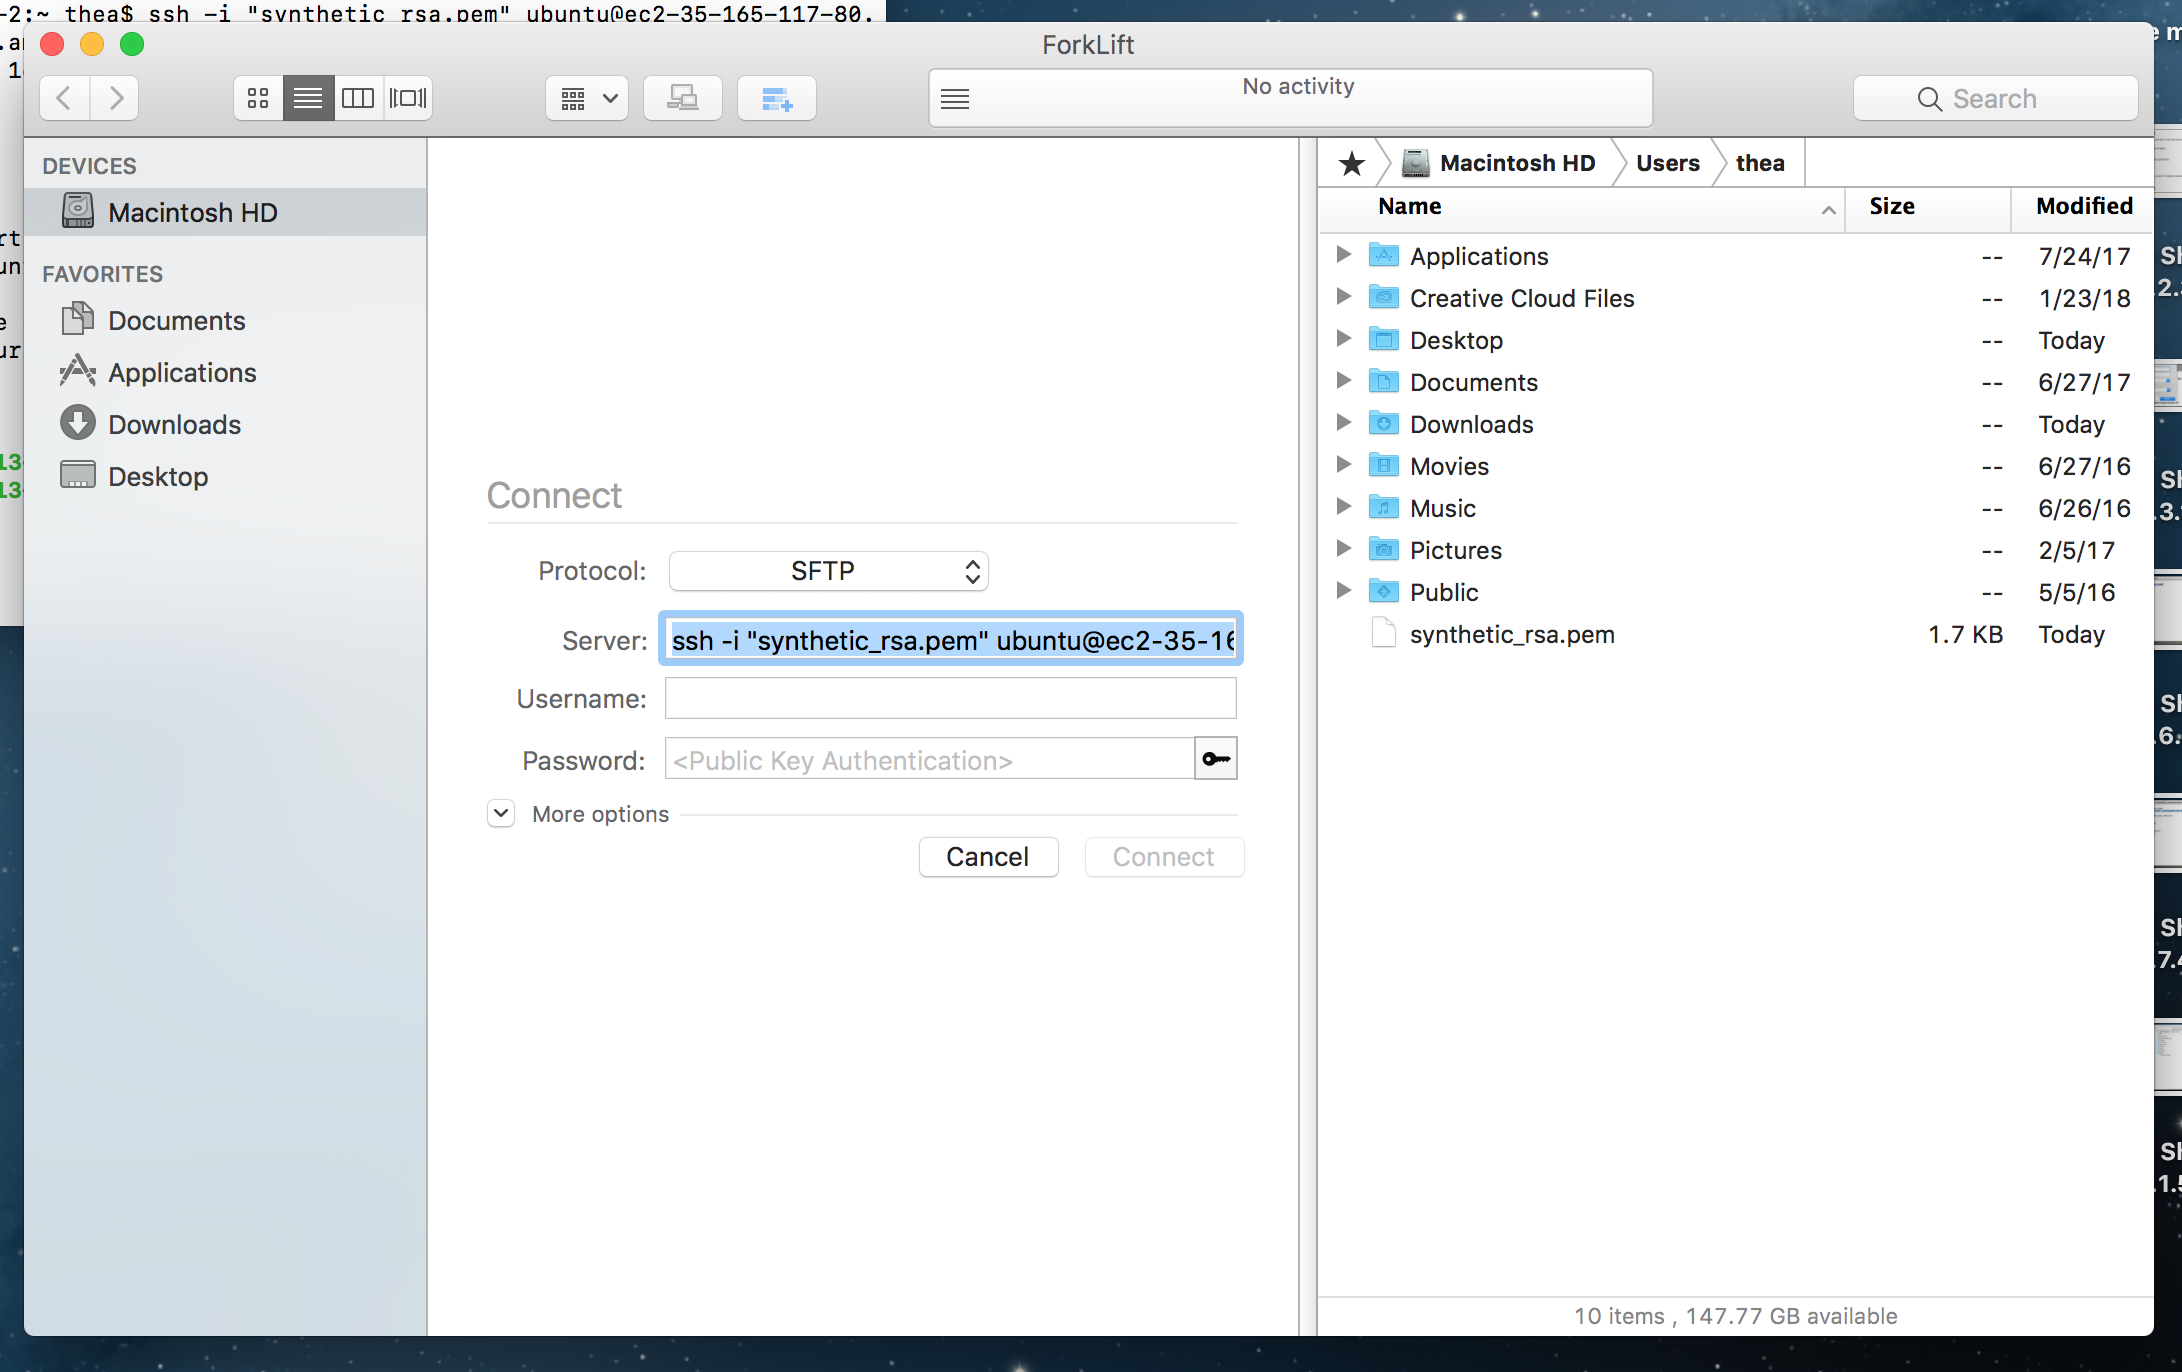 -2:~ thea$ ssh -i "synthetic_rsa.pem" ubuntu@ec2-35-165-117-80.
ForkLift
No activity
Search
DEVICES
Macintosh HD
FAVORITES
Documents
Applications
Downloads
Desktop
Connect
Protocol: SFTP
Server: ssh -i "synthetic_rsa.pem" ubuntu@ec2-35-16
Username:
Password: <Public Key Authentication>
More options
Cancel Connect
Macintosh HD Users thea
Name Size Modified
Applications -- 7/24/17
Creative Cloud Files -- 1/23/18
Desktop -- Today
Documents -- 6/27/17
Downloads -- Today
Movies -- 6/27/16
Music -- 6/26/16
Pictures -- 2/5/17
Public -- 5/5/16
synthetic_rsa.pem 1.7 KB Today
10 items , 147.77 GB available